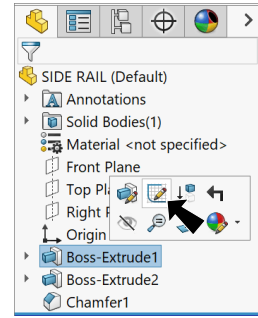 SIDE RAIL (Default)
Annotations
Solid Bodies(1)
Material <not specified>
Front Plane
Top
Right
Origin
Boss-Extrude1
Boss-Extrude2
Chamfer1